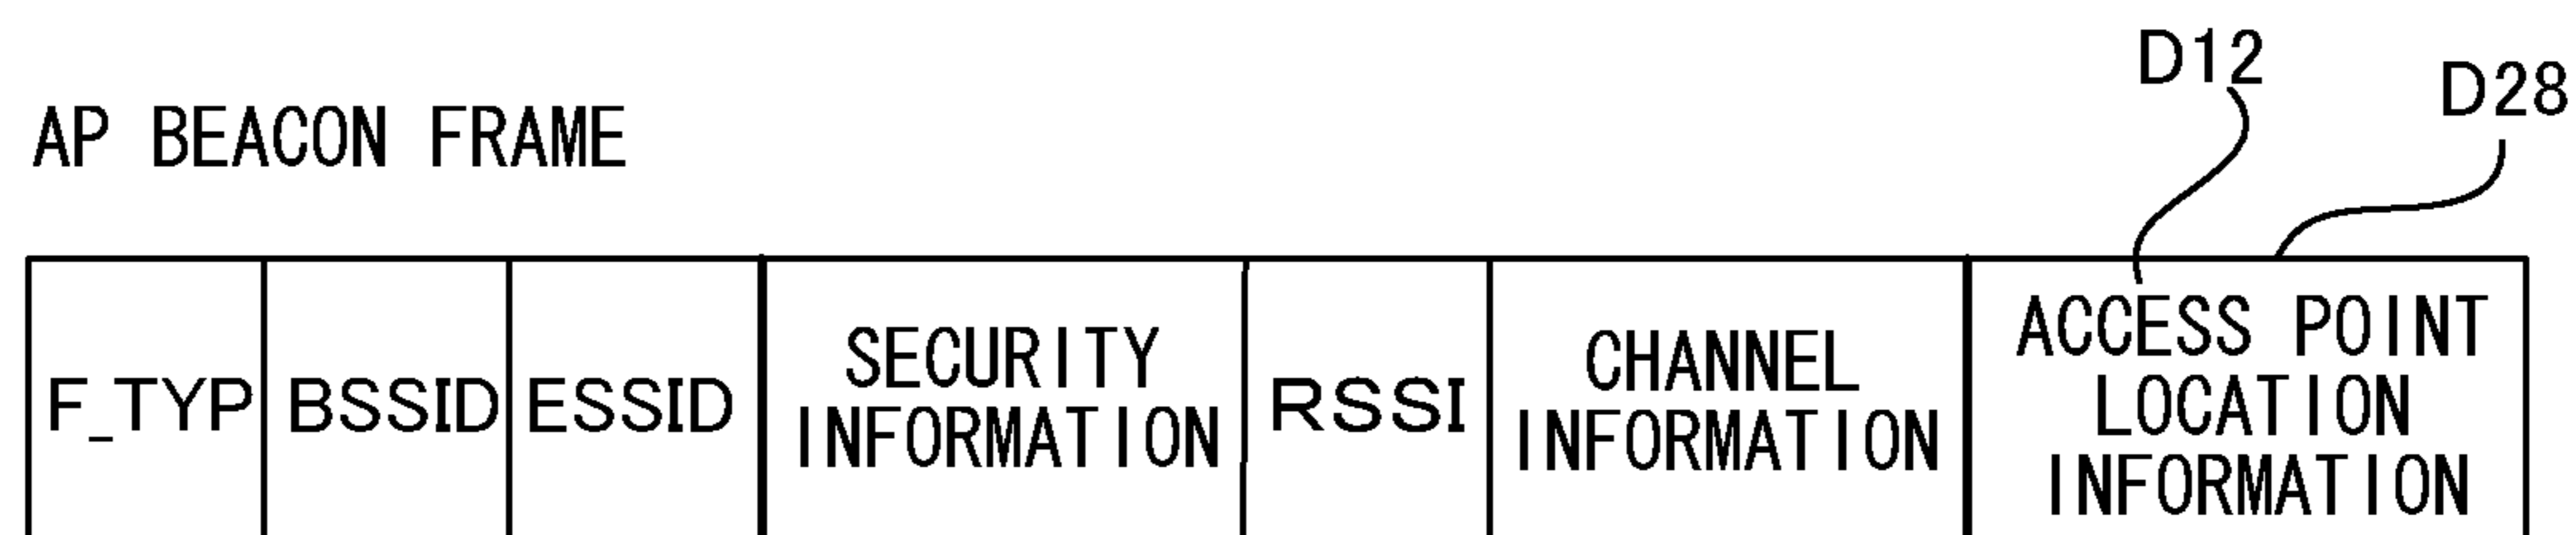 D12
D28
AP BEACON FRAME
F_TYP
BSSID
ESSID
SECURITY
INFORMATION
RSSI
CHANNEL
INFORMATION
ACCESS POINT
LOCATION
INFORMATION